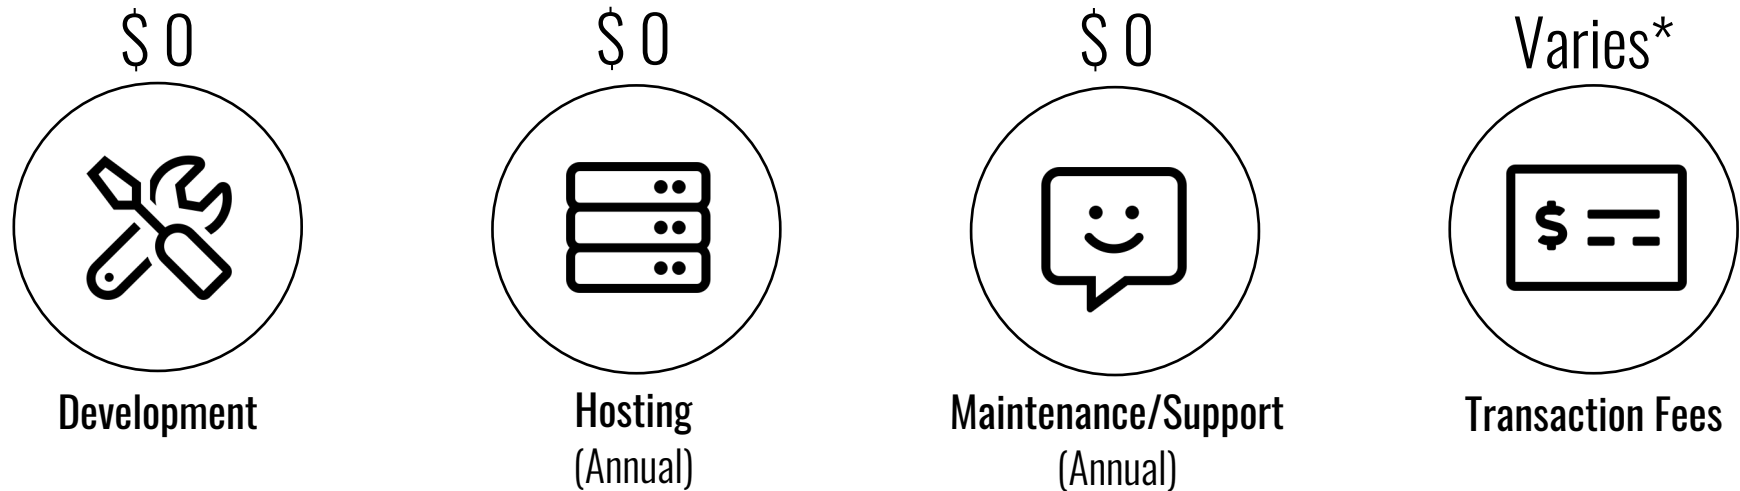 $ 0
$ 0
$ 0
Varies*
$
Development
Hosting
(Annual)
Maintenance/Support
(Annual)
Transaction Fees